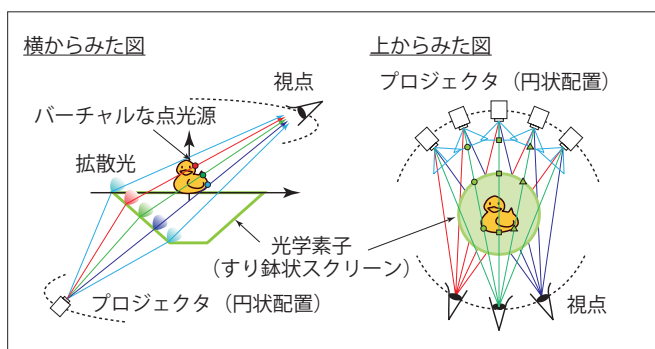 横からみた図
視点
バーチャルな点光源
拡散光
光学素子
(すり鉢状スクリーン)
プロジェクタ（円状配置）
上からみた図
プロジェクタ（円状配置）
視点